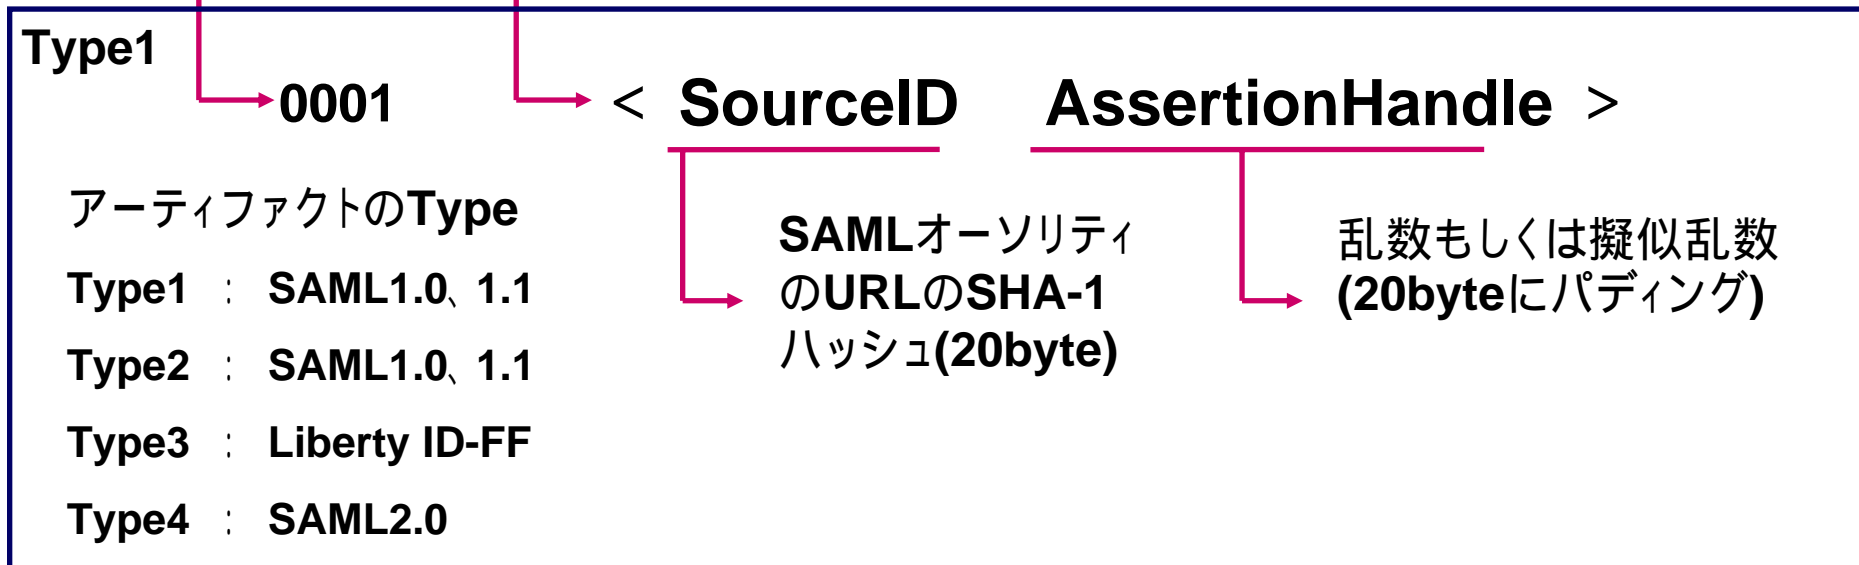 Type1
0001 < SourceID AssertionHandle >
アーティファクトのType
Type1 : SAML1.0、1.1
Type2 : SAML1.0、1.1
Type3 : Liberty ID-FF
Type4 : SAML2.0
SAMLオーソリティ
のURLのSHA-1
ハッシュ(20byte)
乱数もしくは擬似乱数
(20byteにパディング)